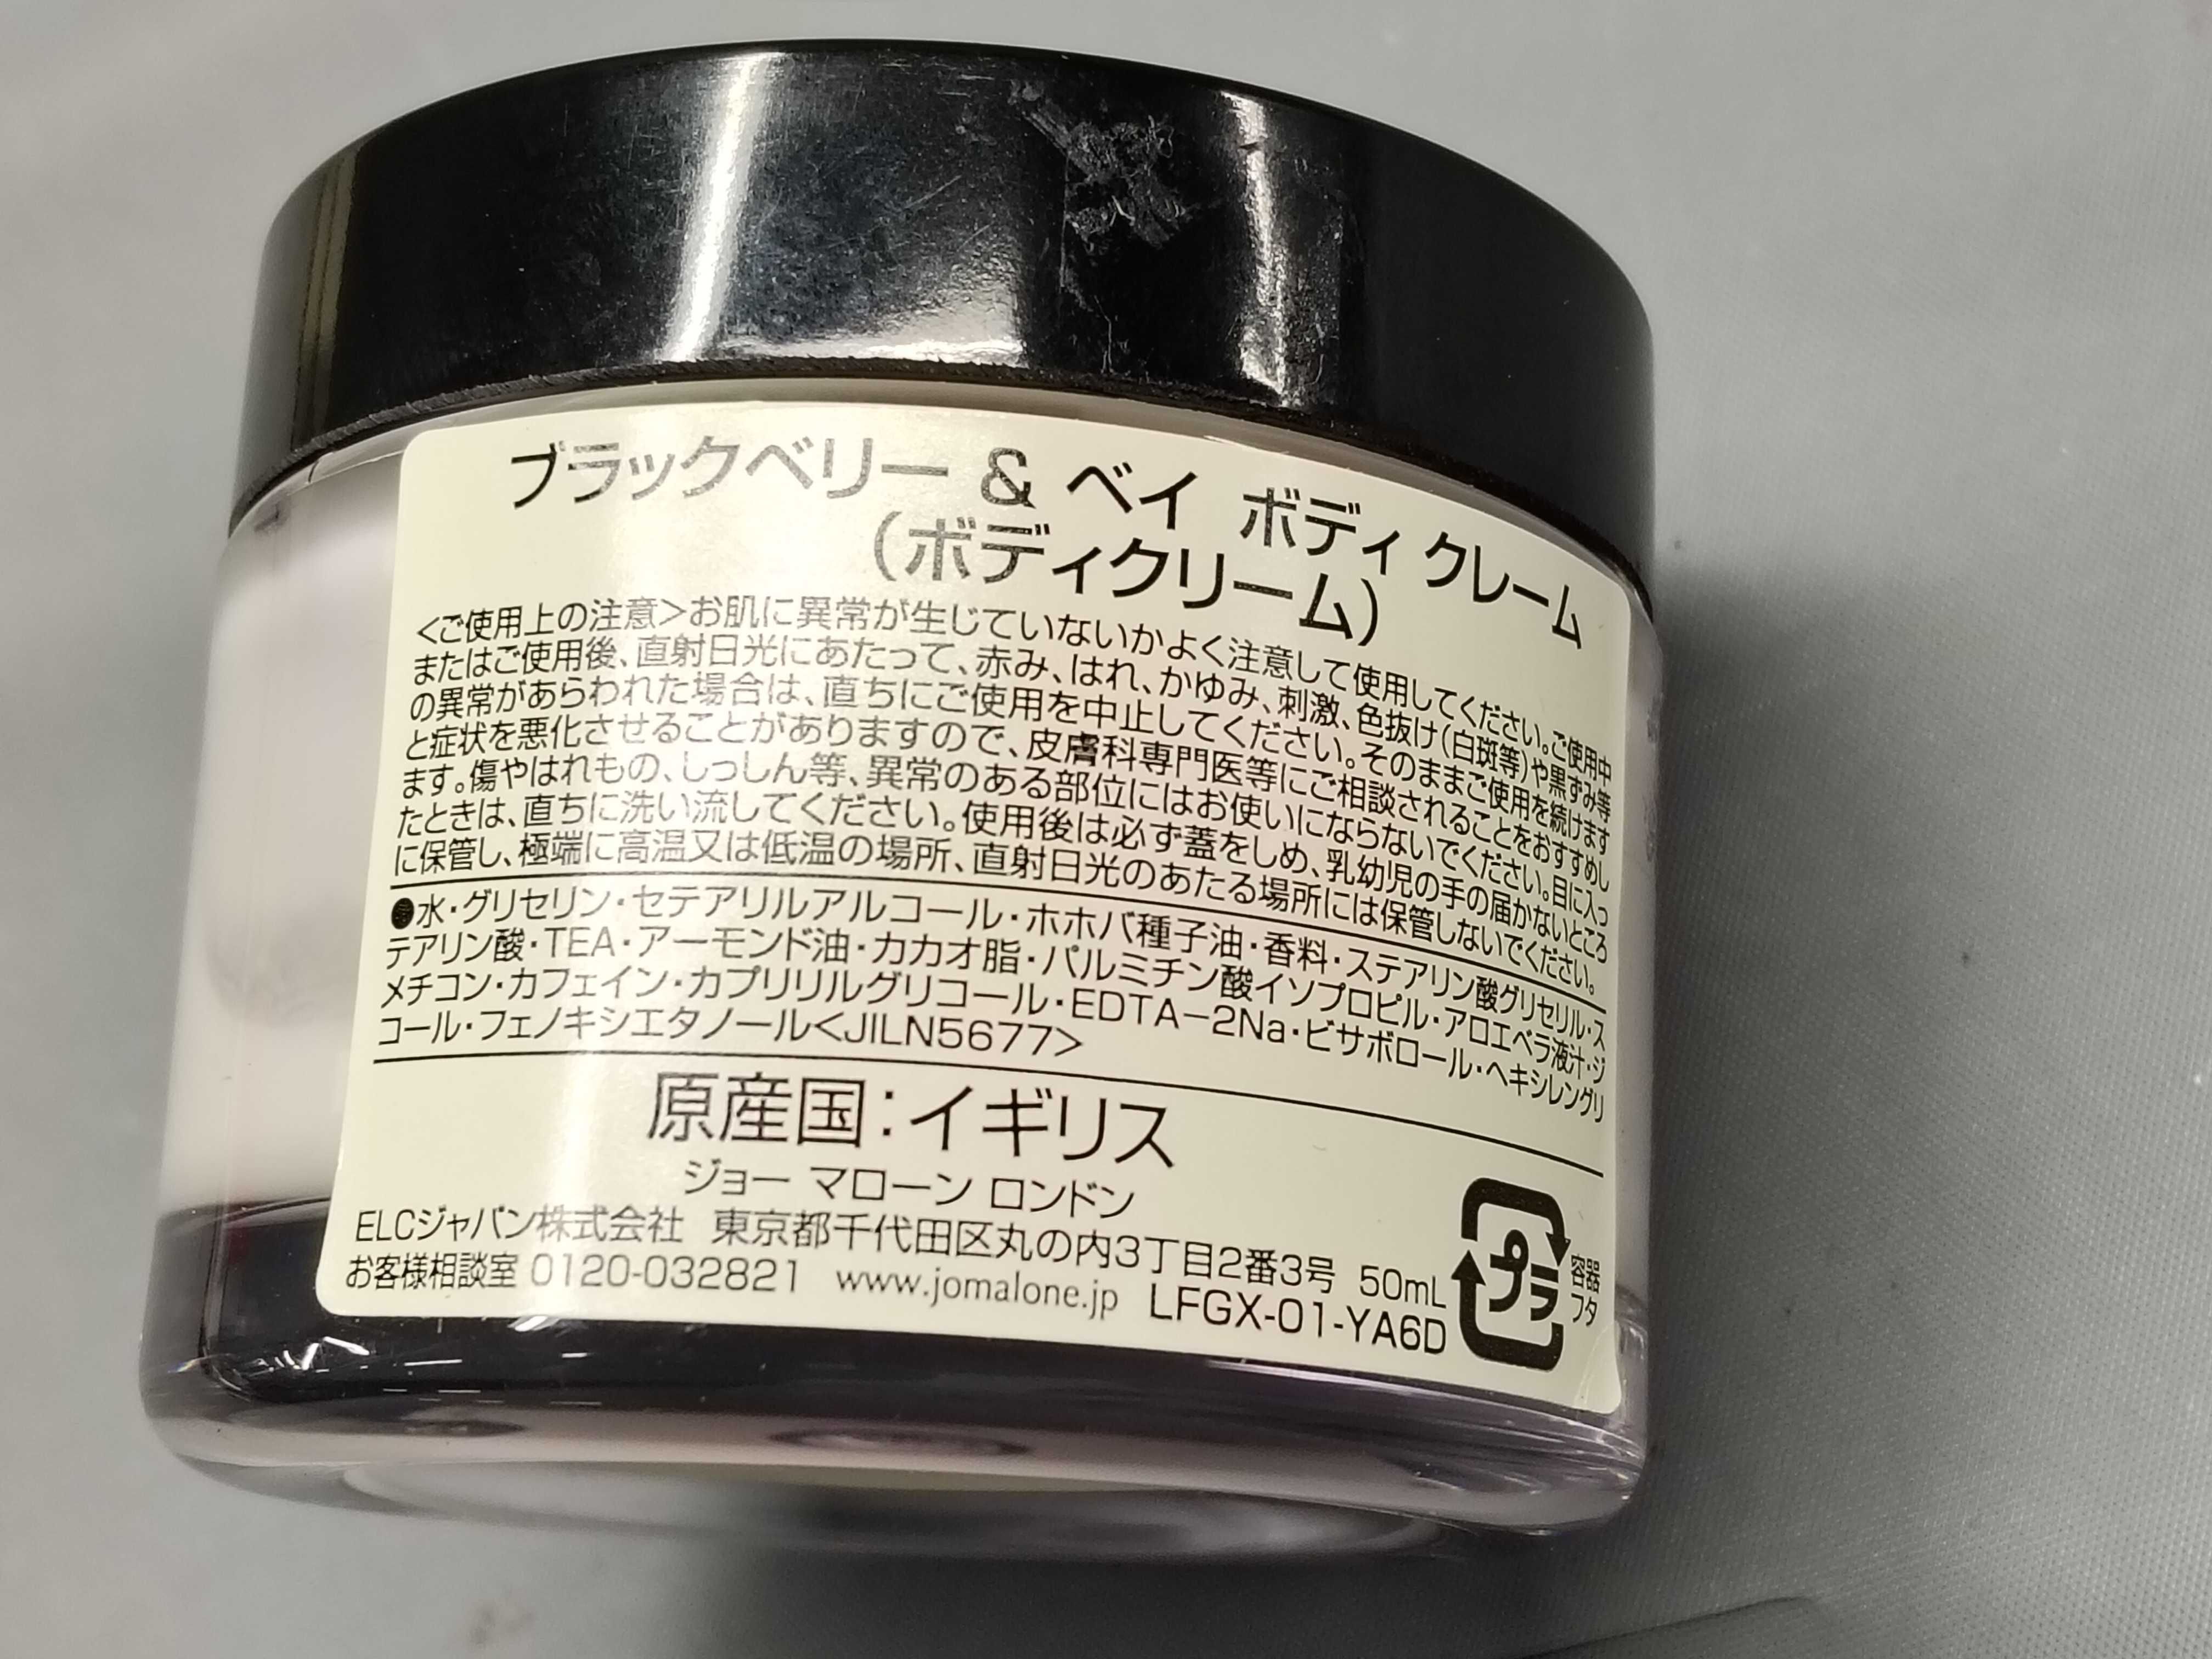 ブラックベリー & ベイ ボディ クレーム
(ボディクリーム)
<ご使用上の注意>お肌に異常が生じていないかよく注意して使用してください。ご使用中
またはご使用後、直射日光にあたって、赤み、はれ、かゆみ、刺激、色抜け(白斑等)や黒ずみ等
の異常があらわれた場合は、直ちにご使用を中止してください。そのままご使用を続けます
と症状を悪化させることがありますので、皮膚科専門医等にご相談されることをおすすめし
ます。傷やはれもの、しっしん等、異常のある部位にはお使いにならないでください。目に入っ
たときは、直ちに洗い流してください。使用後は必ず蓋をしめ、乳幼児の手の届かないところ
に保管し、極端に高温又は低温の場所、直射日光のあたる場所には保管しないでください。
●水・グリセリン・セテアリルアルコール・ホホバ種子油・香料・ステアリン酸グリセリル・ス
テアリン酸・TEA・アーモンド油・カカオ脂・パルミチン酸イソプロピル・アロエベラ液汁・ジ
メチコン・カフェイン・カプリリルグリコール・EDTA-2Na・ビサボロール・ヘキシレングリ
コール・フェノキシエタノール<JILN5677>
原産国:イギリス
ジョー マローン ロンドン
ELCジャパン株式会社 東京都千代田区丸の内3丁目2番3号 50mL
お客様相談室 0120-032821 www.jomalone.jp LFGX-01-YA6D
プラ
容器
フタ